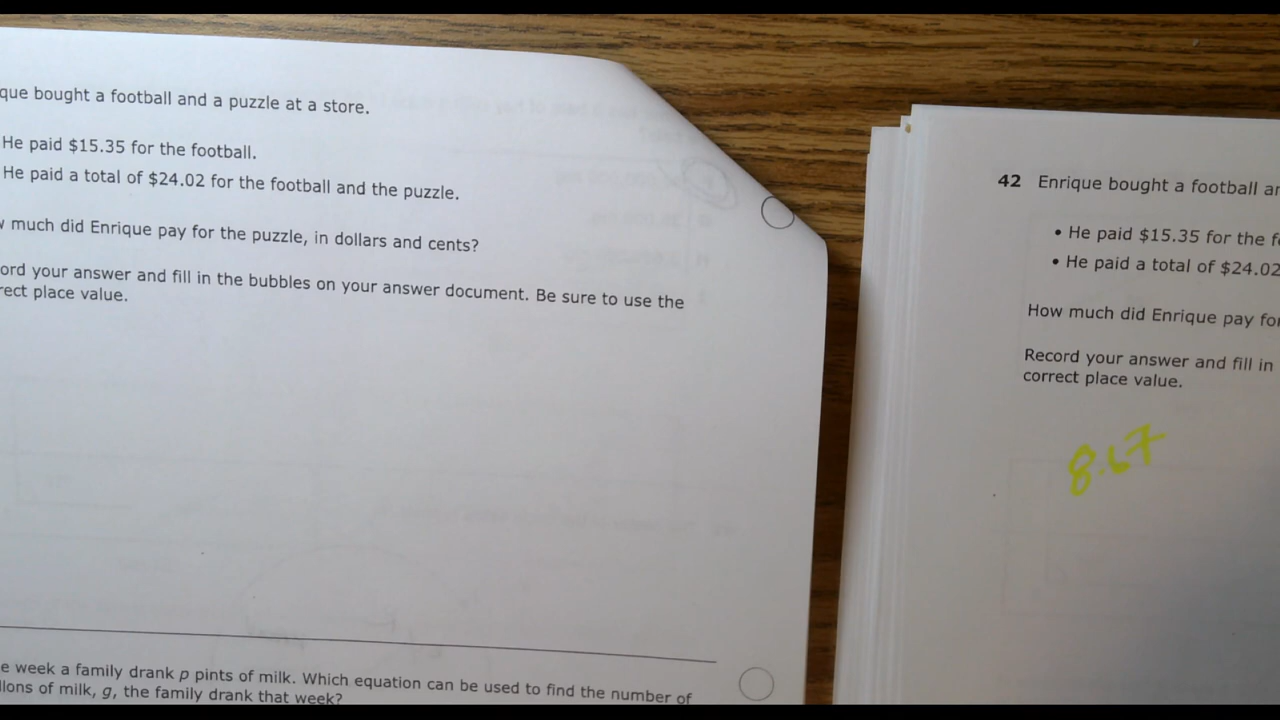 que bought a football and a puzzle at a store.
He paid $15.35 for the football.
He paid a total of $24.02 for the football and the puzzle.
w much did Enrique pay for the puzzle, in dollars and cents?
ord your answer and fill in the bubbles on your answer document. Be sure to use the
rect place value.
e week a family drank p pints of milk. Which equation can be used to find the number of
llons of milk, g, the family drank that week?
42 Enrique bought a football an
• He paid $15.35 for the fo
• He paid a total of $24.02
How much did Enrique pay for
Record your answer and fill in
correct place value.
8.67